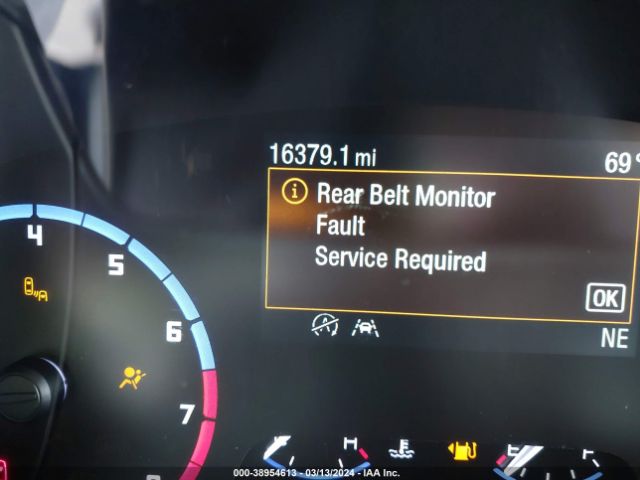 16379.1 mi
69°
Rear Belt Monitor
Fault
Service Required
OK
NE
4
5
6
7
H
E
000-38954613 - 03/13/2024 - IAA Inc.